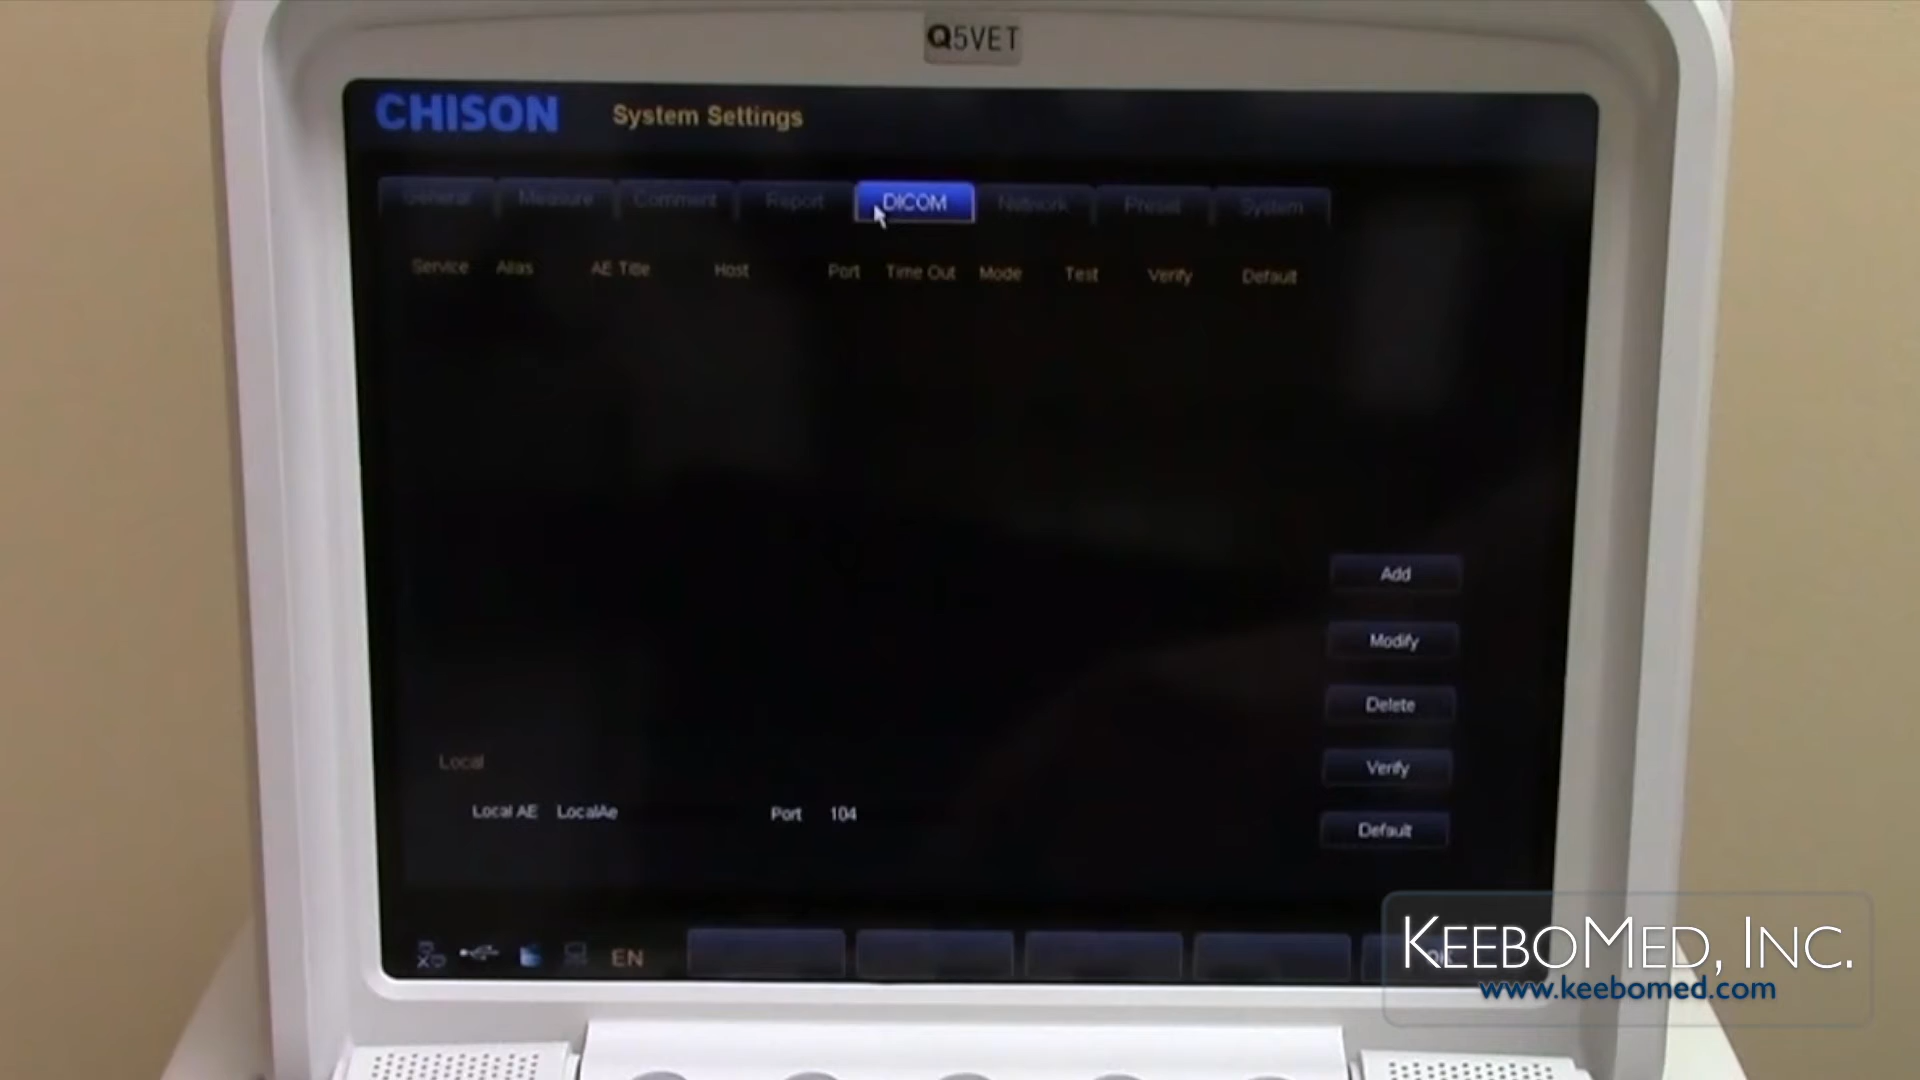 Q5VET
CHISON System Settings
General Measure Comment Report DICOM Network Preset System
Service Alias AE Title Host Port Time Out Mode Test Verify Default
Add
Modify
Delete
Verify
Default
Local
Local AE LocalAe Port 104
EN
KEEBOMED, INC.
www.keebomed.com